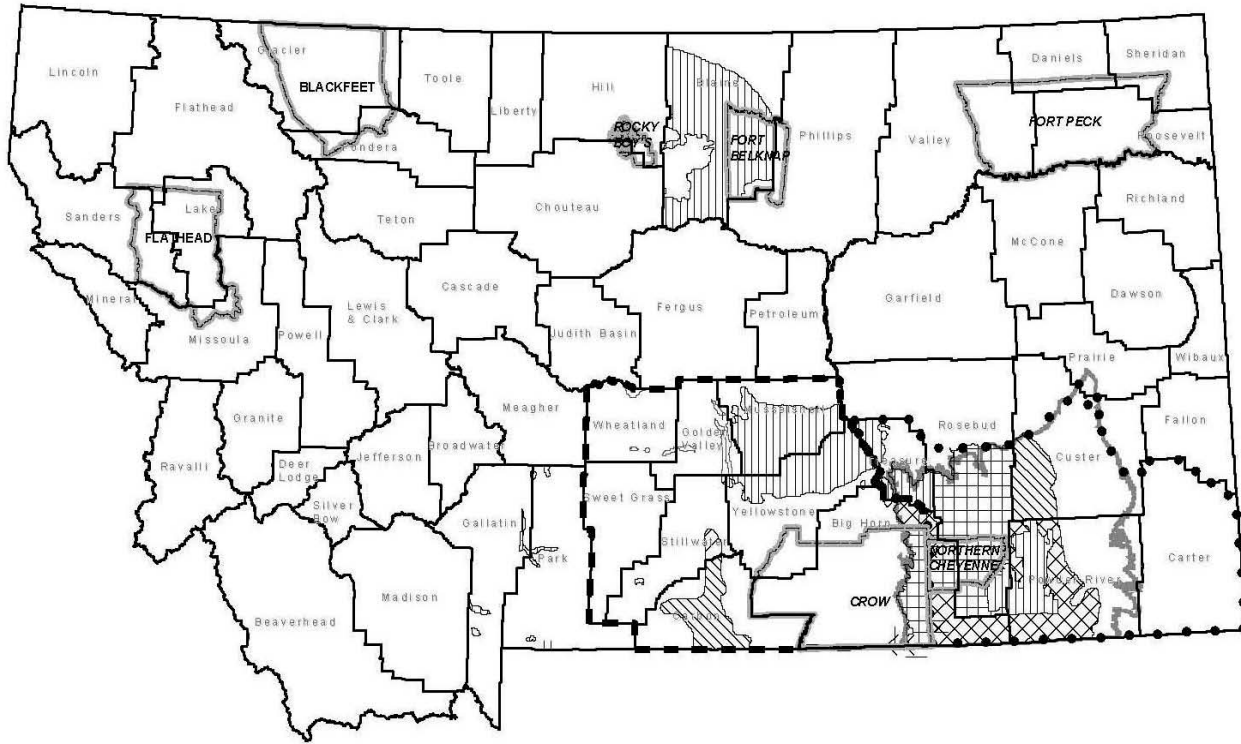 Lincoln
Flathead
Glacier
BLACKFEET
Toole
Liberty
Hill
ROCKY
BOY'S
Blaine
FORT
BELKNAP
Phillips
Valley
Daniels
Sheridan
FORT PECK
Roosevelt
Sanders
Lake
FLATHEAD
Teton
Chouteau
Richland
McCone
Mineral
Missoula
Powell
Lewis
& Clark
Cascade
Judith Basin
Fergus
Petroleum
Garfield
Dawson
Prairie
Wibaux
Granite
Ravalli
Deer
Lodge
Silver
Bow
Jefferson
Broadwater
Meagher
Wheatland
Golden
Valley
Musselshell
Rosebud
Custer
Fallon
Sweet Grass
Gallatin
Park
Stillwater
Yellowstone
Big Horn
NORTHERN
CHEYENNE
Powder River
Carter
Beaverhead
Madison
CROW